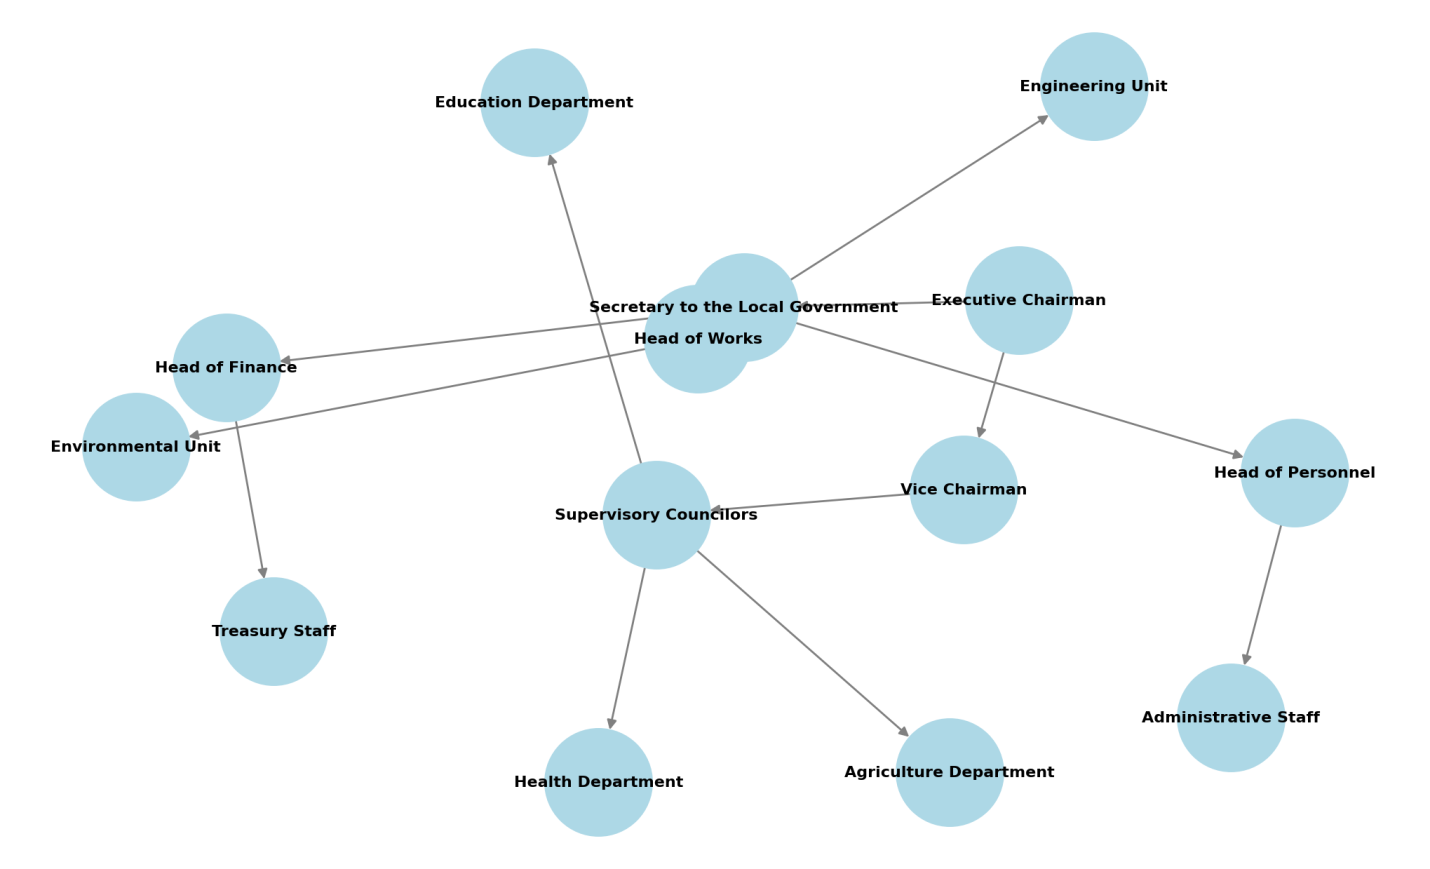 Engineering Unit
Education Department
Executive Chairman
Secretary to the Local Government
Head of Works
Head of Finance
Environmental Unit
Head of Personnel
Vice Chairman
Supervisory Councilors
Treasury Staff
Administrative Staff
Agriculture Department
Health Department